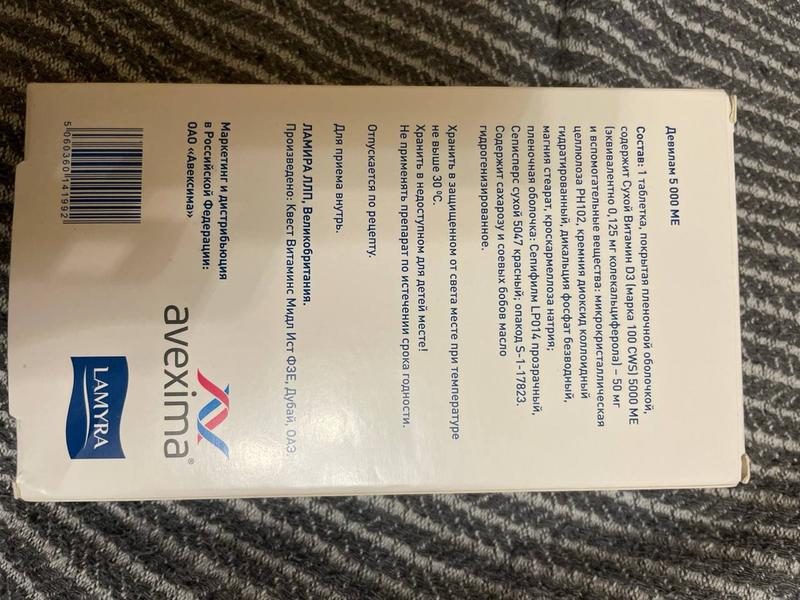 Девилам 5 000 МЕ
Состав: 1 таблетка, покрытая пленочной оболочкой,
содержит Сухой Витамин D3 (марка 100 CWS) 5000 МЕ
(эквивалентно 0,125 мг колекальциферола) – 50 мг
и вспомогательные вещества: микрокристаллическая
целлюлоза PH102, кремния диоксид коллоидный
гидратированный, дикальция фосфат безводный,
магния стеарат, кроскармеллоза натрия;
пленочная оболочка: Сепифилм LP014 прозрачный,
Сеписперс сухой 5047 красный; опакод S-1-17823.
Содержит сахарозу и соевых бобов масло
гидрогенизированное.
Хранить в защищенном от света месте при температуре
не выше 30 ºС.
Хранить в недоступном для детей месте!
Не применять препарат по истечении срока годности.
Отпускается по рецепту.
Для приема внутрь.
ЛАМИРА ЛЛП, Великобритания.
Произведено: Квест Витаминс Мидл Ист ФЗЕ, Дубай, ОАЭ.
Маркетинг и дистрибьюция
в Российской Федерации:
ОАО «Авексима»
avexima®
LAMYRA
5 060360 141992